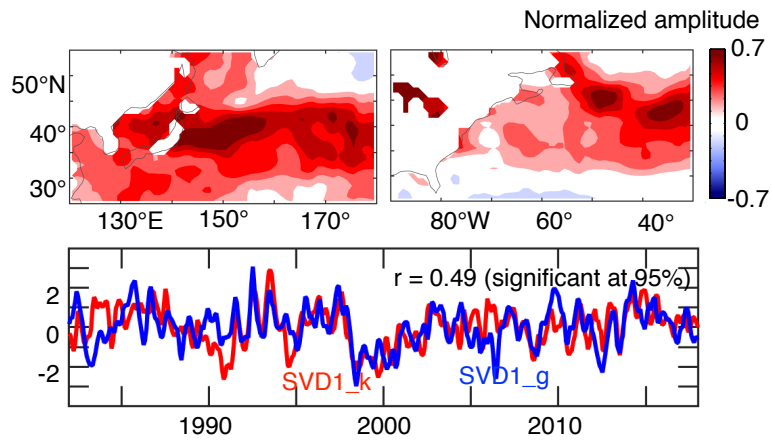 Normalized amplitude
0.7
0
-0.7
50°N
40°
30°
130°E 150° 170°
80°W 60° 40°
r = 0.49 (significant at 95%)
2
0
-2
SVD1_k SVD1_g
1990 2000 2010